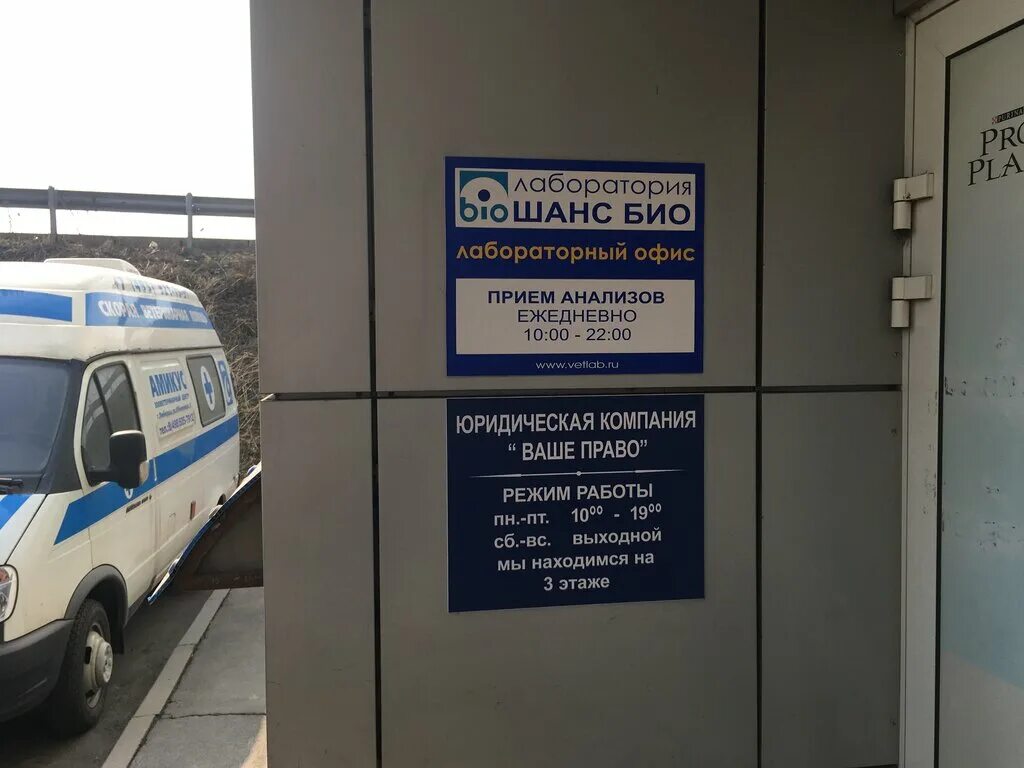 bio
лаборатория
ШАНС БИО
лабораторный офис
ПРИЕМ АНАЛИЗОВ
ЕЖЕДНЕВНО
10:00 - 22:00
www.vetlab.ru
ЮРИДИЧЕСКАЯ КОМПАНИЯ
“ ВАШЕ ПРАВО”
РЕЖИМ РАБОТЫ
пн.-пт. 10⁰⁰ - 19⁰⁰
сб.-вс. выходной
мы находимся на
3 этаже
СКОРАЯ ВЕТЕРИНАРНАЯ
АМИКУС
PURINA
PRO
PLA